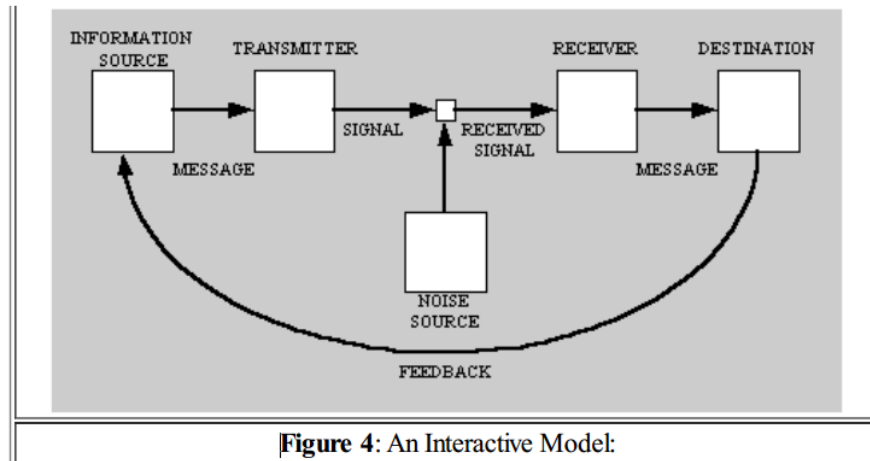 INFORMATION
SOURCE
TRANSMITTER
RECEIVER
DESTINATION
SIGNAL
RECEIVED
SIGNAL
MESSAGE
MESSAGE
NOISE
SOURCE
FEEDBACK
Figure 4: An Interactive Model: